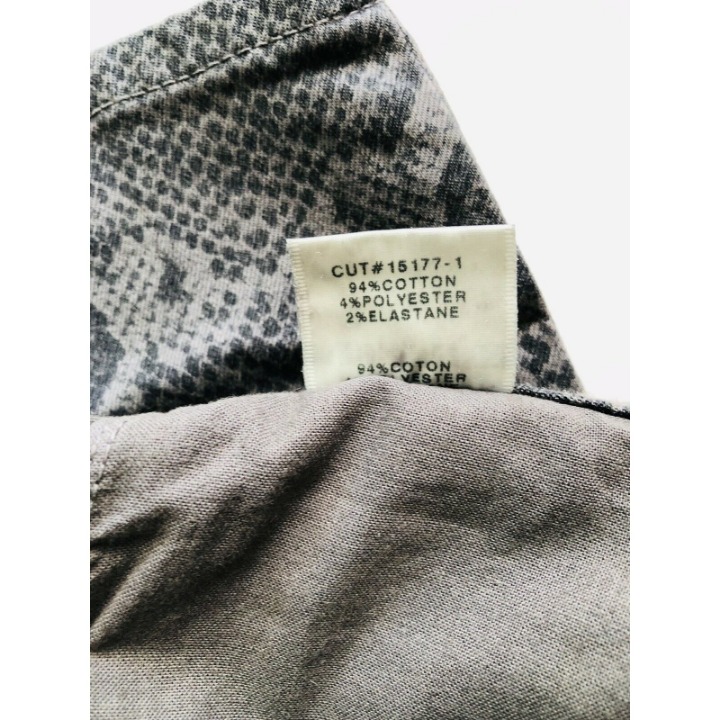 CUT#15177-1
94%COTTON
4%POLYESTER
2%ELASTANE
94%COTON